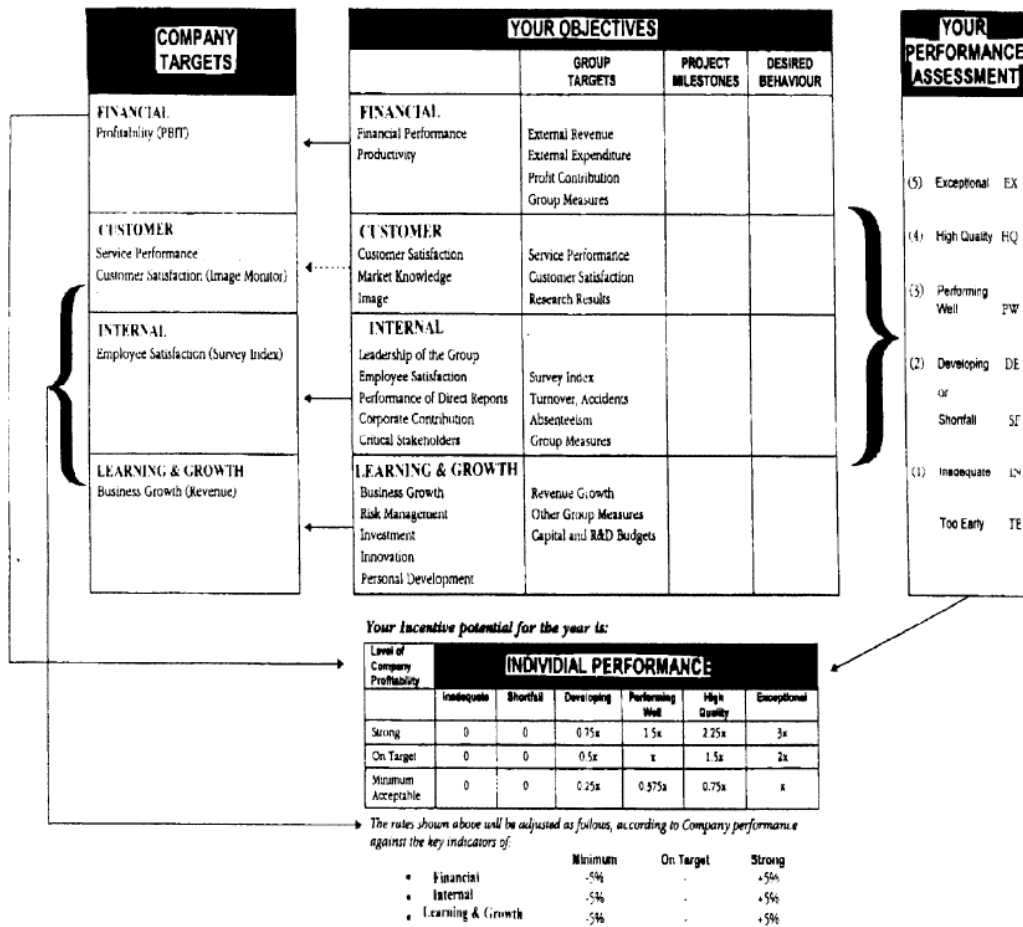 COMPANY
TARGETS
FINANCIAL
Profitability (PBIT)
CUSTOMER
Service Performance
Customer Satisfaction (Image Monitor)
INTERNAL
Employee Satisfaction (Survey Index)
LEARNING & GROWTH
Business Growth (Revenue)
YOUR OBJECTIVES
GROUP
TARGETS
PROJECT
MILESTONES
DESIRED
BEHAVIOUR
FINANCIAL
Financial Performance
Productivity
External Revenue
External Expenditure
Profit Contribution
Group Measures
CUSTOMER
Customer Satisfaction
Market Knowledge
Image
Service Performance
Customer Satisfaction
Research Results
INTERNAL
Leadership of the Group
Employee Satisfaction
Performance of Direct Reports
Corporate Contribution
Critical Stakeholders
Survey Index
Turnover, Accidents
Absenteeism
Group Measures
LEARNING & GROWTH
Business Growth
Risk Management
Investment
Innovation
Personal Development
Revenue Growth
Other Group Measures
Capital and R&D Budgets
YOUR
PERFORMANCE
ASSESSMENT
(5) Exceptional EX
(4) High Quality HQ
(3) Performing
Well PW
(2) Developing DE
or
Shortfall SF
(1) Inadequate
Too Early TE
Your Incentive potential for the year is:
Level of
Company
Profitability
INDIVIDIAL PERFORMANCE
Inadequate Shortfall Developing Performing Well High Quality Exceptional
Strong 0 0 0.75x 1.5x 2.25x 3x
On Target 0 0 0.5x x 1.5x 2x
Minimum
Acceptable 0 0 0.25x 0.75x x
The rates shown above will be adjusted as follows, according to Company performance
against the key indicators of:
Minimum On Target Strong
• Financial -5% - +5%
• Internal -5% - +5%
• Learning & Growth -5% - +5%